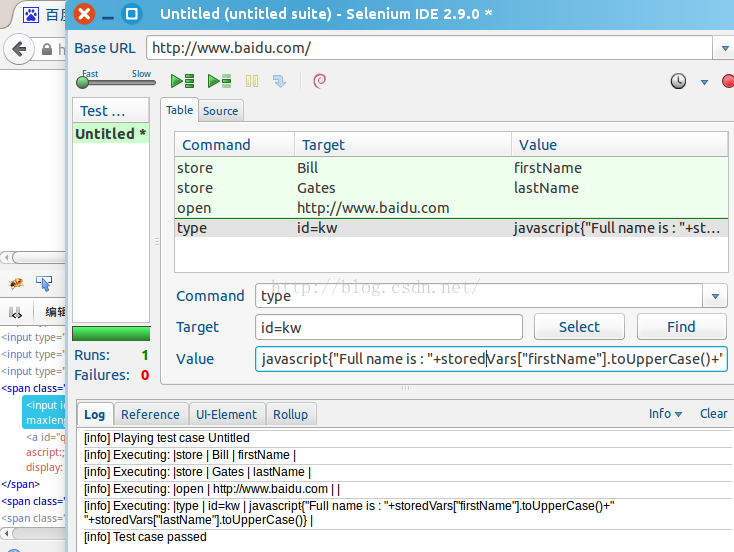 Untitled (untitled suite) - Selenium IDE 2.9.0 *
百度
Base URL http://www.baidu.com/
Fast Slow
Test ...
Untitled *
Table Source
Command Target Value
store Bill firstName
store Gates lastName
open http://www.baidu.com
type id=kw javascript{"Full name is : "+st...
http://blog.csdn.net/
Command type
Target id=kw Select Find
Value javascript{"Full name is : "+storedVars["firstName"].toUpperCase()+"
Runs: 1
Failures: 0
编辑
<input type="
<input type="
<input type="
<span class="
<input i
maxlen
<a id="q
ascript:;
display:
</span>
<span class="
<span class="
Log Reference UI-Element Rollup Info Clear
[info] Playing test case Untitled
[info] Executing: |store | Bill | firstName |
[info] Executing: |store | Gates | lastName |
[info] Executing: |open | http://www.baidu.com | |
[info] Executing: |type | id=kw | javascript{"Full name is : "+storedVars["firstName"].toUpperCase()+"
"+storedVars["lastName"].toUpperCase()} |
[info] Test case passed